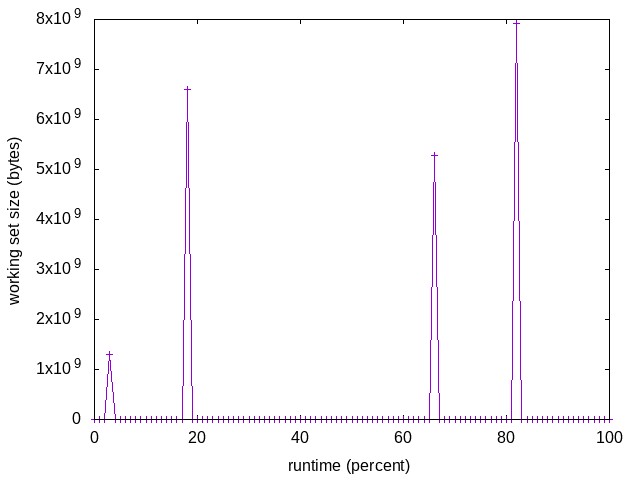 8x10^9
7x10^9
6x10^9
5x10^9
4x10^9
3x10^9
2x10^9
1x10^9
0
working set size (bytes)
0 20 40 60 80 100
runtime (percent)